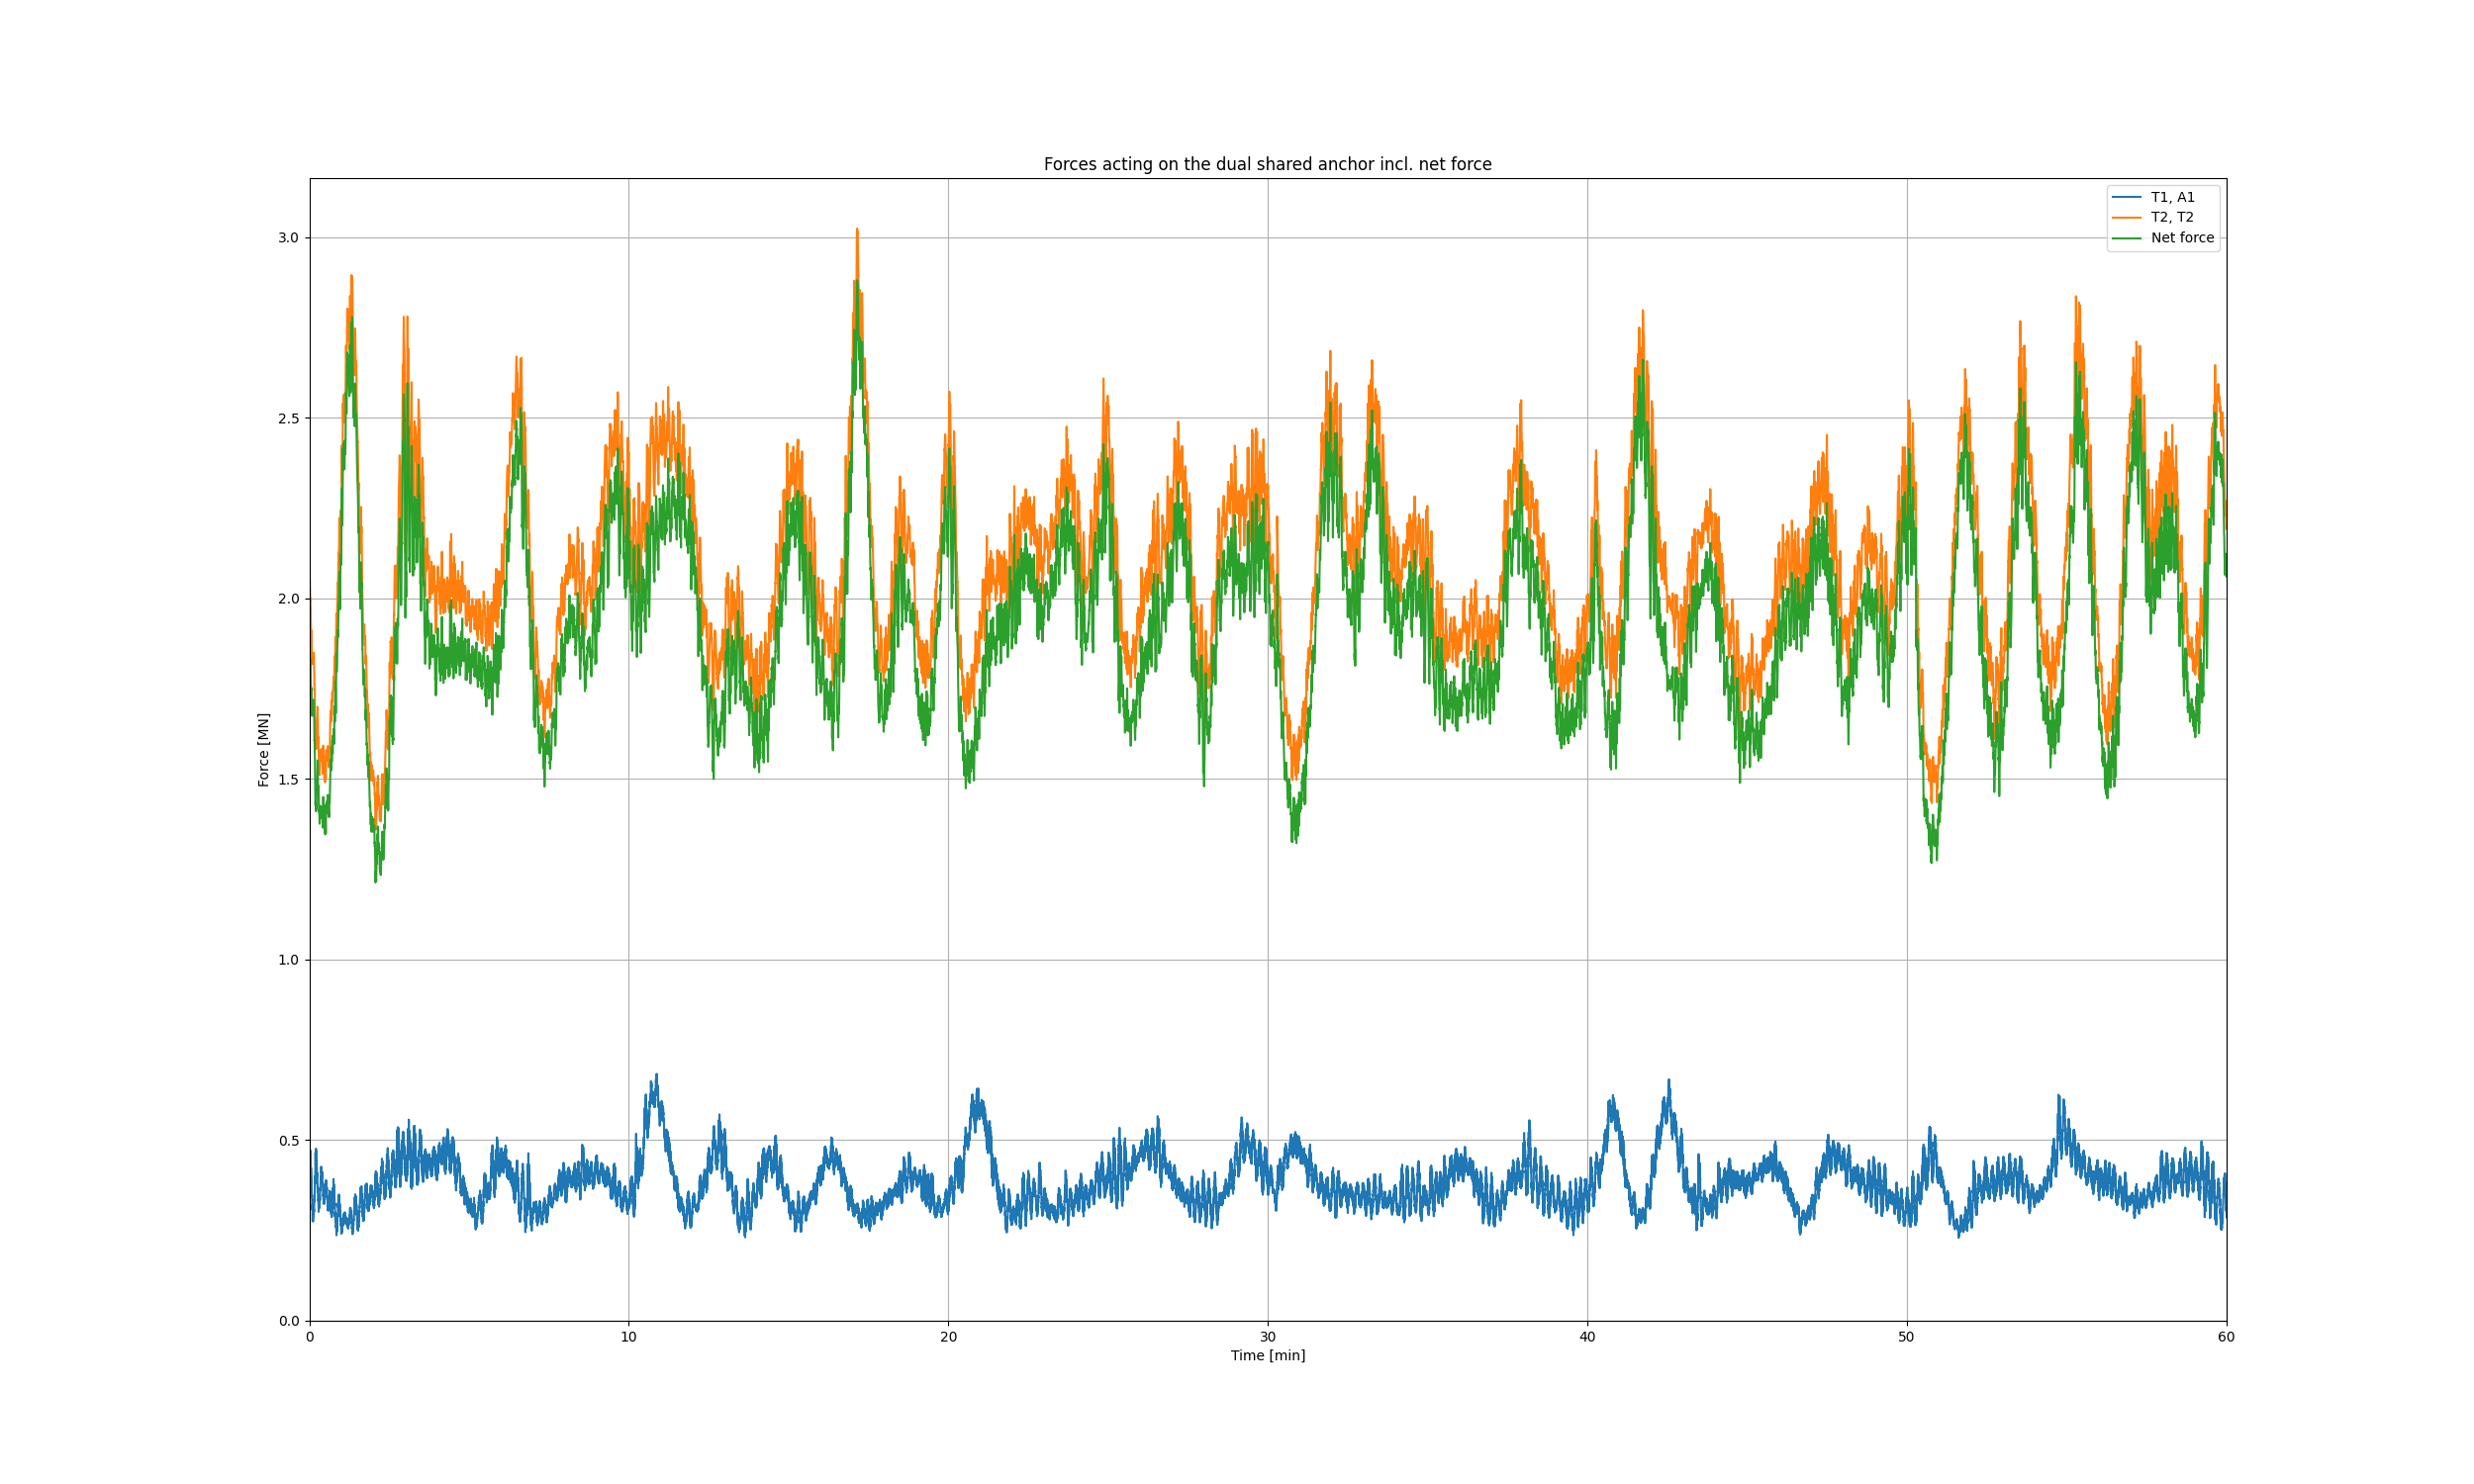 Forces acting on the dual shared anchor incl. net force
T1, A1
T2, T2
Net force
3.0
2.5
2.0
1.5
1.0
0.5
0.0
Force [MN]
0 10 20 30 40 50 60
Time [min]